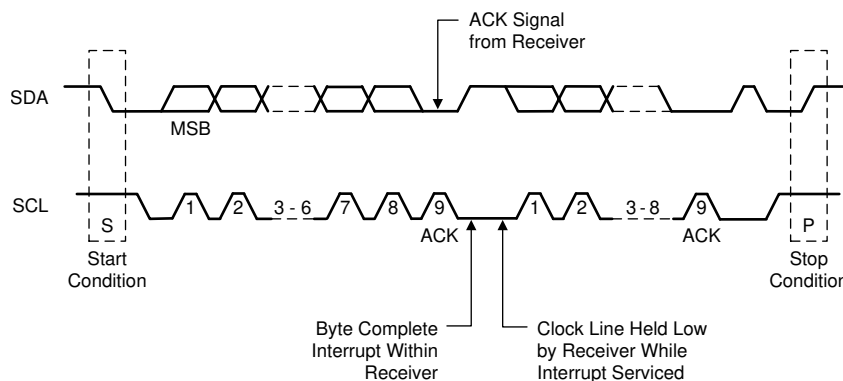 ACK Signal
from Receiver
SDA
MSB
SCL
S
1
2
3 - 6
7
8
9
1
2
3 - 8
9
P
ACK
ACK
Start
Condition
Stop
Condition
Byte Complete
Interrupt Within
Receiver
Clock Line Held Low
by Receiver While
Interrupt Serviced